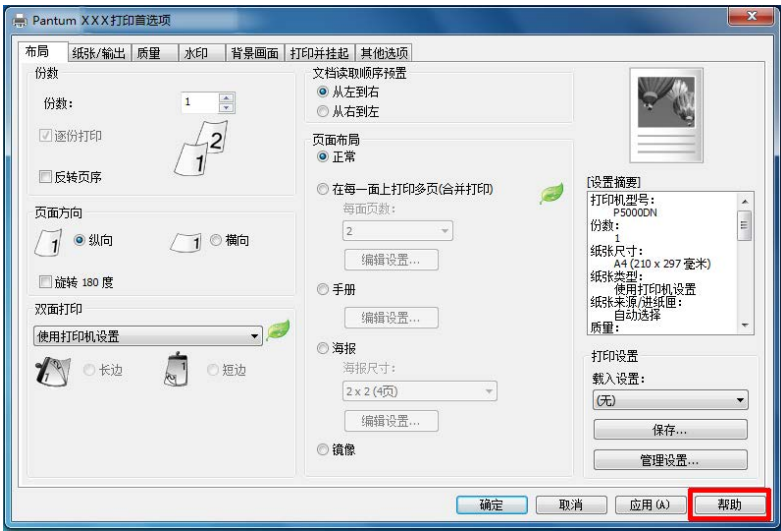 Pantum XXX打印首选项
布局 纸张/输出 质量 水印 背景画面 打印并挂起 其他选项
份数
份数:
1
逐份打印
1 2
反转页序
页面方向
1 纵向
1 横向
旋转 180 度
双面打印
使用打印机设置
长边
1 短边
文档读取顺序预置
从左到右
从右到左
页面布局
正常
在每一面上打印多页(合并打印)
每面页数:
2
编辑设置...
手册
编辑设置...
海报
海报尺寸:
2 x 2 (4页)
编辑设置...
镜像
[设置摘要]
打印机型号:
P5000DN
份数:
1
纸张尺寸:
A4 (210 x 297 毫米)
纸张类型:
使用打印机设置
纸张来源/进纸匣:
自动选择
质量:
打印设置
载入设置:
(无)
保存...
管理设置...
确定 取消 应用(A) 帮助